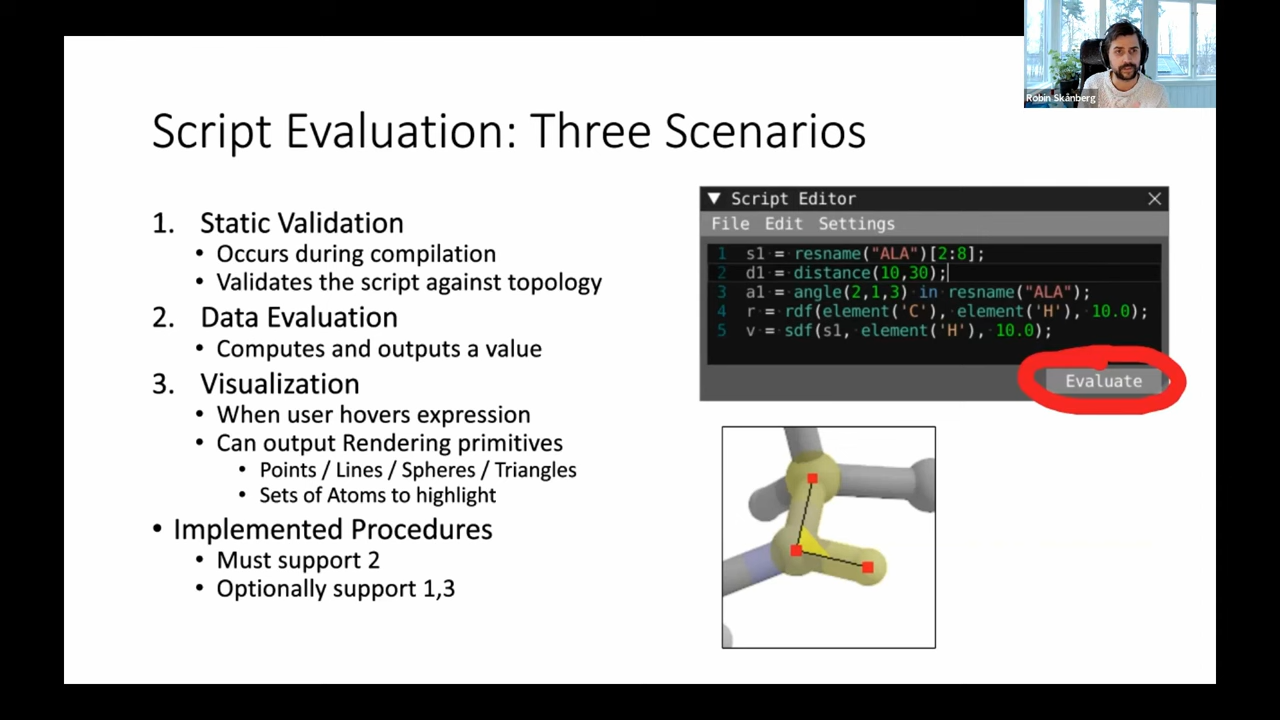 Robin Skånberg
Script Evaluation: Three Scenarios
1. Static Validation
• Occurs during compilation
• Validates the script against topology
2. Data Evaluation
• Computes and outputs a value
3. Visualization
• When user hovers expression
• Can output Rendering primitives
• Points / Lines / Spheres / Triangles
• Sets of Atoms to highlight
• Implemented Procedures
• Must support 2
• Optionally support 1,3
▼ Script Editor ×
File Edit Settings
1 s1 = resname("ALA")[2:8];
2 d1 = distance(10,30);
3 a1 = angle(2,1,3) in resname("ALA");
4 r = rdf(element('C'), element('H'), 10.0);
5 v = sdf(s1, element('H'), 10.0);
Evaluate